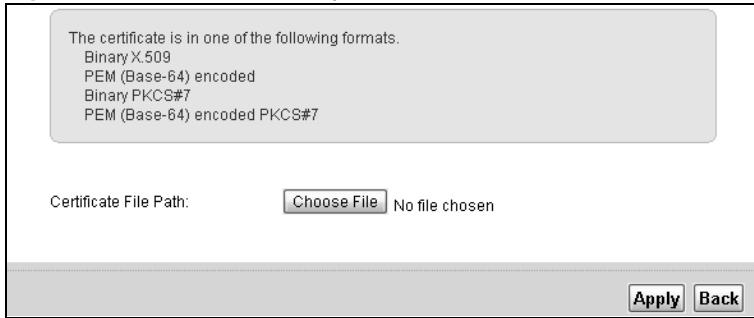 The certificate is in one of the following formats.
Binary X.509
PEM (Base-64) encoded
Binary PKCS#7
PEM (Base-64) encoded PKCS#7
Certificate File Path: Choose File No file chosen
Apply Back